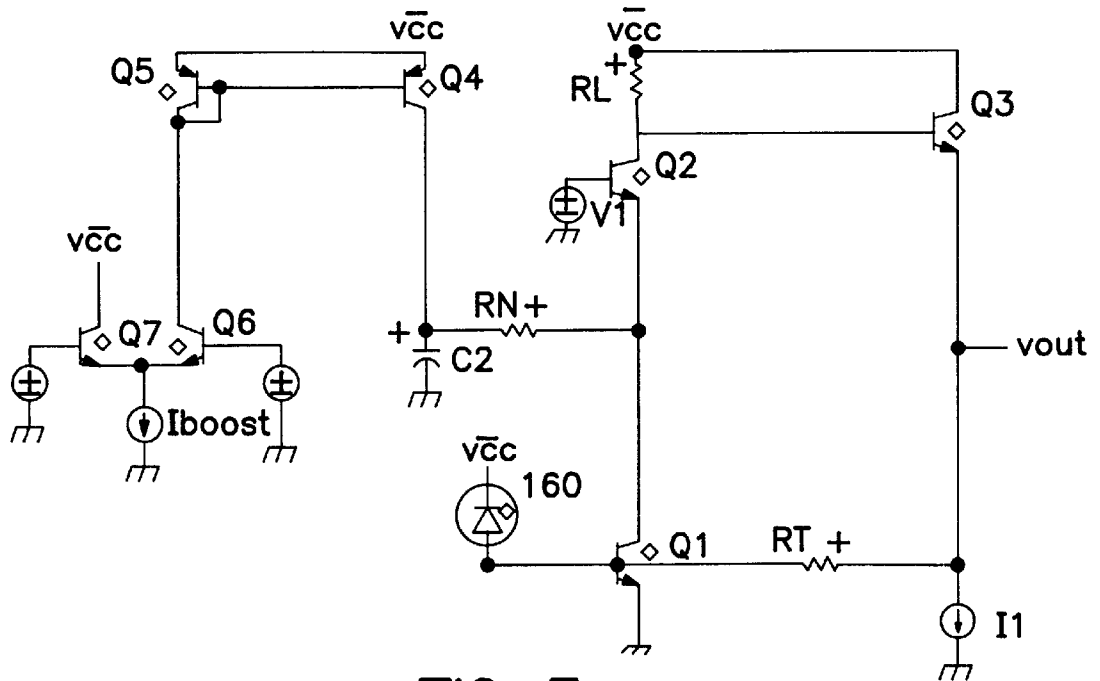 vcc
vcc
Q5
Q4
RL
+
Q3
Q2
V1
vcc
Q7
Q6
RN +
+
C2
vout
Iboost
vcc
160
Q1
RT +
I1